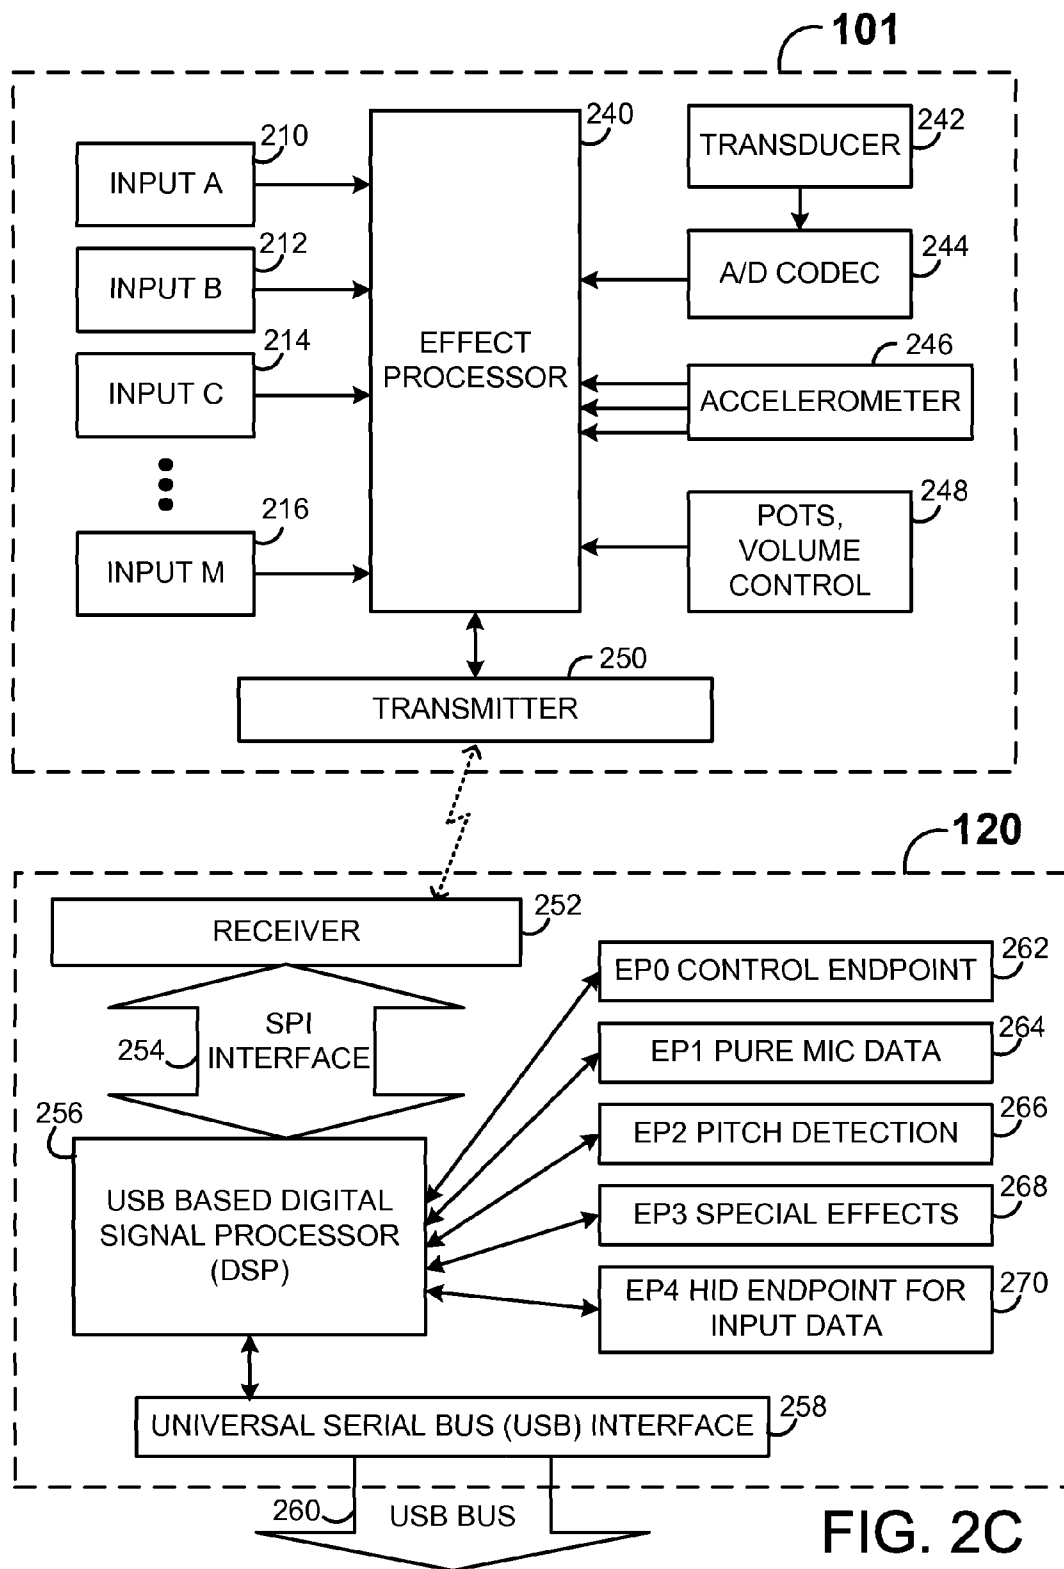 101
210
INPUT A
212
INPUT B
214
INPUT C
216
INPUT M
240
EFFECT
PROCESSOR
242
TRANSDUCER
244
A/D CODEC
246
ACCELEROMETER
248
POTS,
VOLUME
CONTROL
250
TRANSMITTER
120
252
RECEIVER
254
SPI
INTERFACE
256
USB BASED DIGITAL
SIGNAL PROCESSOR
(DSP)
262
EP0 CONTROL ENDPOINT
264
EP1 PURE MIC DATA
266
EP2 PITCH DETECTION
268
EP3 SPECIAL EFFECTS
270
EP4 HID ENDPOINT FOR
INPUT DATA
258
UNIVERSAL SERIAL BUS (USB) INTERFACE
260
USB BUS
FIG. 2C